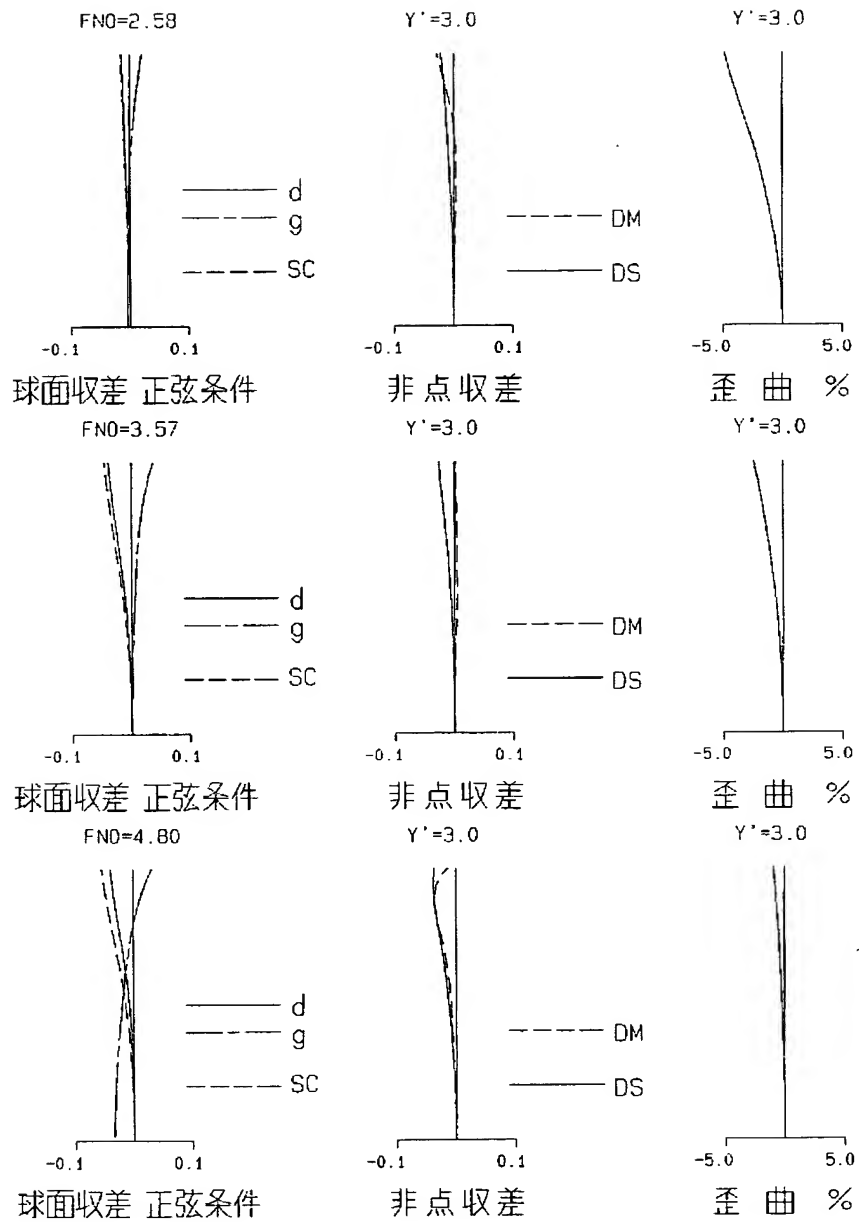 FNO=2.58 Y'=3.0 Y'=3.0
d
g
DM
SC DS
-0.1 0.1 -0.1 0.1 -5.0 5.0
球面収差 正弦条件 非点収差 歪曲 %
FNO=3.57 Y'=3.0 Y'=3.0
d
g DM
SC DS
-0.1 0.1 -0.1 0.1 -5.0 5.0
球面収差 正弦条件 非点収差 歪曲 %
FNO=4.80 Y'=3.0 Y'=3.0
d
g DM
SC DS
-0.1 0.1 -0.1 0.1 -5.0 5.0
球面収差 正弦条件 非点収差 歪曲 %